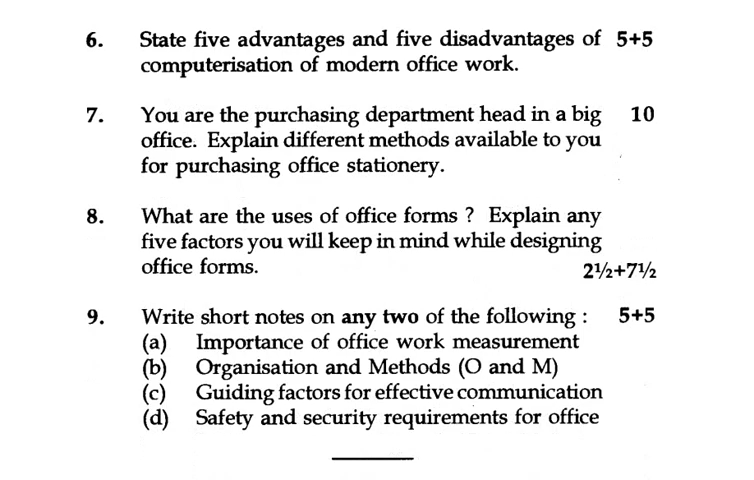 6. State five advantages and five disadvantages of 5+5
computerisation of modern office work.
7. You are the purchasing department head in a big 10
office. Explain different methods available to you
for purchasing office stationery.
8. What are the uses of office forms ? Explain any
five factors you will keep in mind while designing
office forms. 2½+7½
9. Write short notes on any two of the following : 5+5
(a) Importance of office work measurement
(b) Organisation and Methods (O and M)
(c) Guiding factors for effective communication
(d) Safety and security requirements for office